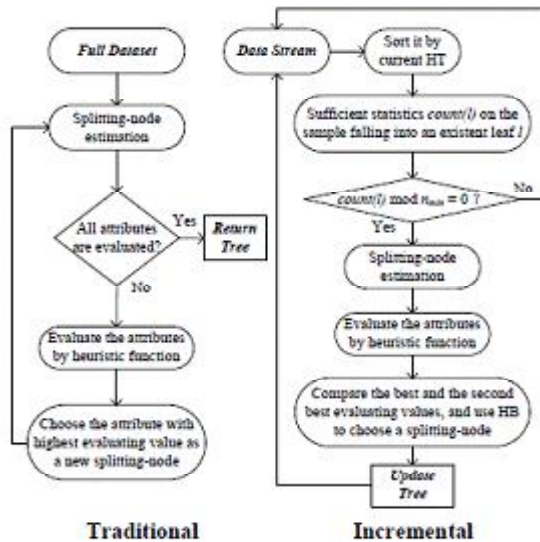 Full Datasets
Splitting-node
estimation
All attributes
are evaluated?
Yes
Return
Tree
No
Evaluate the attributes
by heuristic function
Choose the attribute with
highest evaluating value as
a new splitting-node
Traditional
Data Stream
Sort it by
current HT
Sufficient statistics count(l) on the
sample falling into an existent leaf l
count(l) mod nmin = 0 ?
No
Yes
Splitting-node
estimation
Evaluate the attributes
by heuristic function
Compare the best and the second
best evaluating values, and use HB
to choose a splitting-node
Update
Tree
Incremental